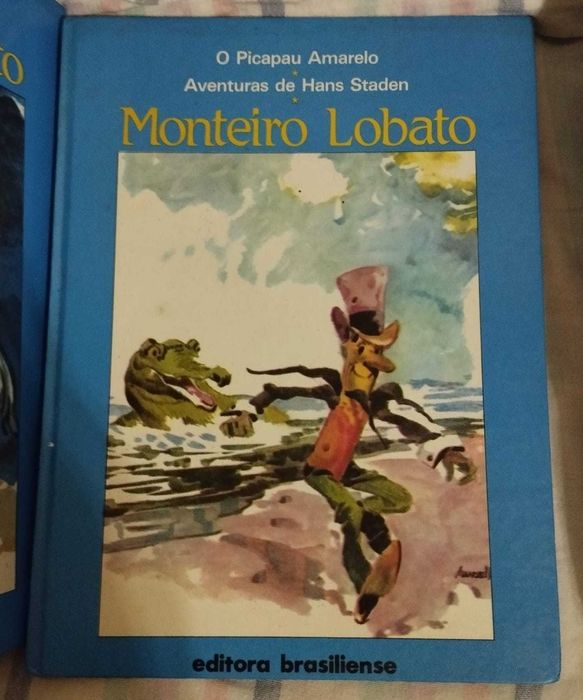 O Picapau Amarelo
*
Aventuras de Hans Staden
*
Monteiro Lobato
editora brasiliense